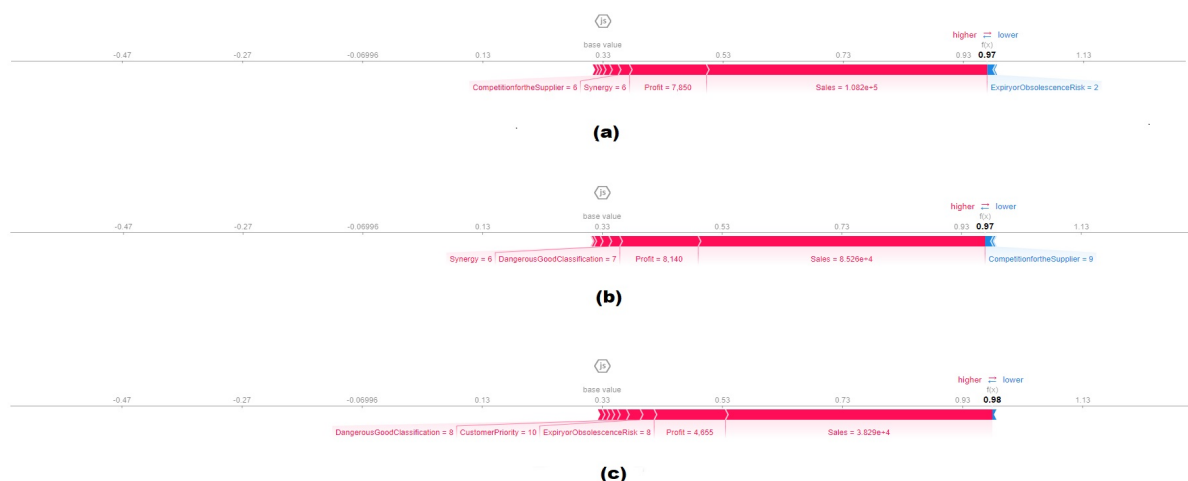 js
higher ⇄ lower
base value f(x)
-0.47 -0.27 -0.06996 0.13 0.33 0.53 0.73 0.93 0.97 1.13
CompetitionfortheSupplier = 6 Synergy = 6 Profit = 7,850 Sales = 1.082e+5 ExpiryorObsolescenceRisk = 2
(a)
js
higher ⇄ lower
base value f(x)
-0.47 -0.27 -0.06996 0.13 0.33 0.53 0.73 0.93 0.97 1.13
Synergy = 6 DangerousGoodClassification = 7 Profit = 8,140 Sales = 8.526e+4 CompetitionfortheSupplier = 9
(b)
js
higher ⇄ lower
base value f(x)
-0.47 -0.27 -0.06996 0.13 0.33 0.53 0.73 0.93 0.98 1.13
DangerousGoodClassification = 8 CustomerPriority = 10 ExpiryorObsolescenceRisk = 8 Profit = 4,655 Sales = 3.829e+4
(c)